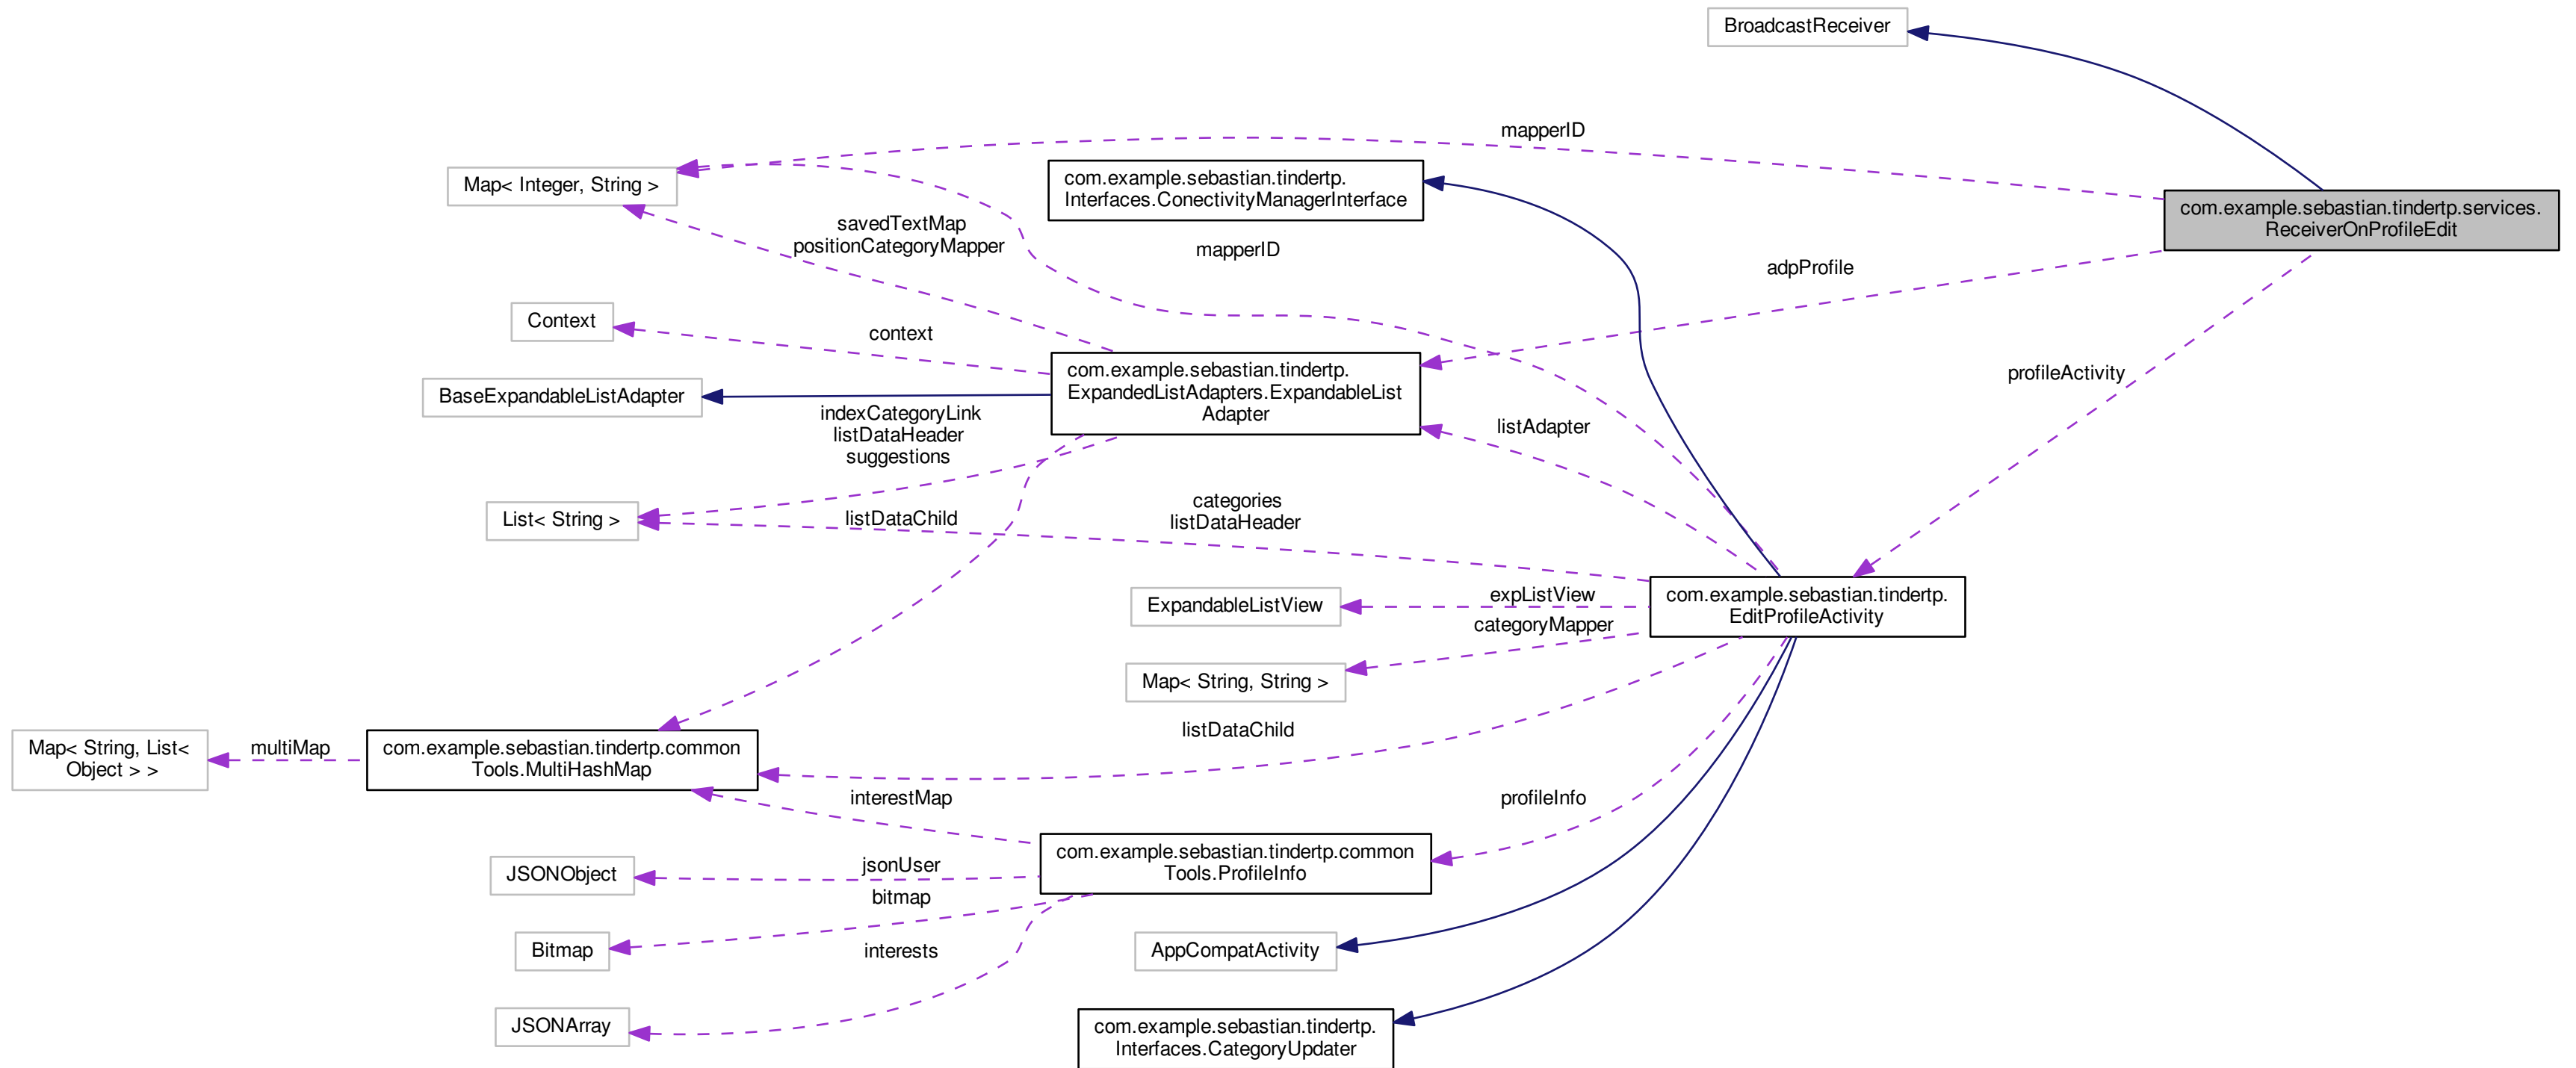 BroadcastReceiver
mapperID
Map< Integer, String >
com.example.sebastian.tindertp.
Interfaces.ConectivityManagerInterface
com.example.sebastian.tindertp.services.
ReceiverOnProfileEdit
savedTextMap
positionCategoryMapper
mapperID
adpProfile
Context
context
com.example.sebastian.tindertp.
ExpandedListAdapters.ExpandableList
Adapter
profileActivity
BaseExpandableListAdapter
indexCategoryLink
listDataHeader
suggestions
listAdapter
List< String >
listDataChild
categories
listDataHeader
ExpandableListView
expListView
com.example.sebastian.tindertp.
EditProfileActivity
categoryMapper
Map< String, String >
listDataChild
Map< String, List<
Object > >
multiMap
com.example.sebastian.tindertp.common
Tools.MultiHashMap
interestMap
profileInfo
com.example.sebastian.tindertp.common
Tools.ProfileInfo
JSONObject
jsonUser
bitmap
Bitmap
interests
AppCompatActivity
JSONArray
com.example.sebastian.tindertp.
Interfaces.CategoryUpdater